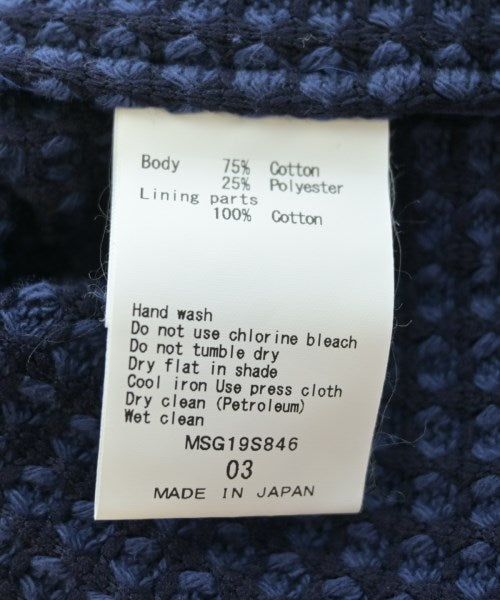 Body 75% Cotton
25% Polyester
Lining parts
100% Cotton
Hand wash
Do not use chlorine bleach
Do not tumble dry
Dry flat in shade
Cool iron Use press cloth
Dry clean (Petroleum)
Wet clean
MSG19S846
03
MADE IN JAPAN